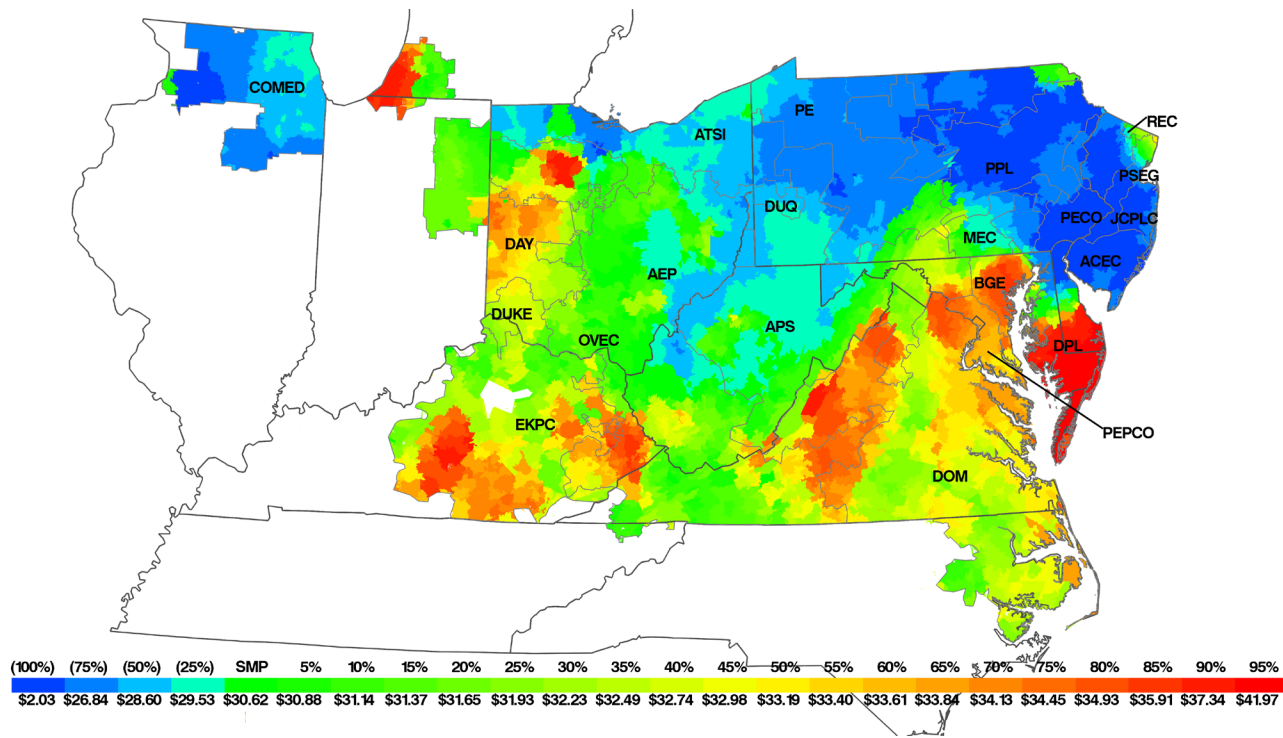 COMED
ATSI
PE
REC
PPL
PSEG
DUQ
PECO
JCPLC
MEC
DAY
ACEC
AEP
BGE
DUKE
APS
OVEC
DPL
EKPC
PEPCO
DOM
(100%) (75%) (50%) (25%) SMP 5% 10% 15% 20% 25% 30% 35% 40% 45% 50% 55% 60% 65% 70% 75% 80% 85% 90% 95%
$2.03 $26.84 $28.60 $29.53 $30.62 $30.88 $31.14 $31.37 $31.65 $31.93 $32.23 $32.49 $32.74 $32.98 $33.19 $33.40 $33.61 $33.84 $34.13 $34.45 $34.93 $35.91 $37.34 $41.97